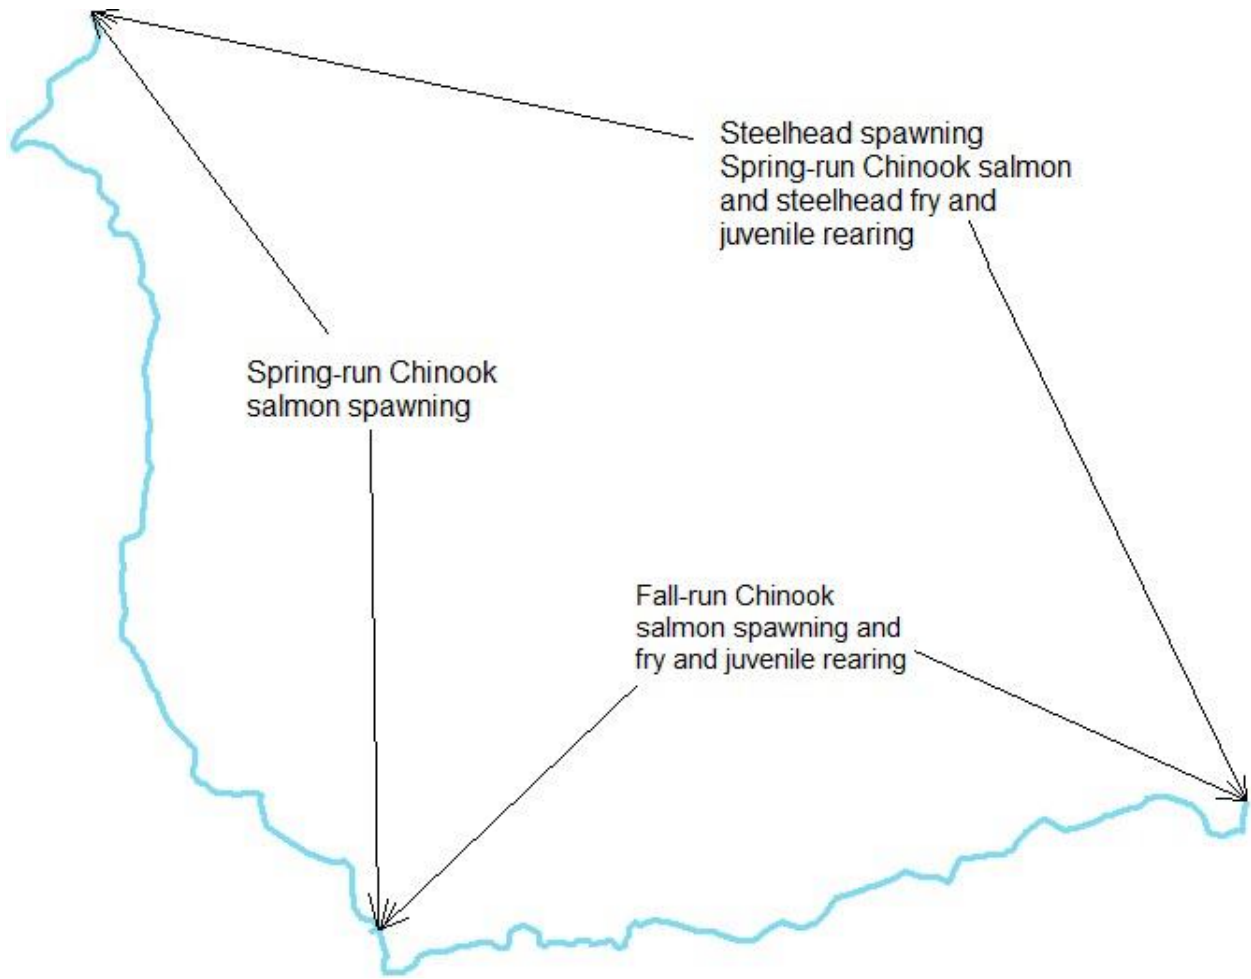 Steelhead spawning
Spring-run Chinook salmon
and steelhead fry and
juvenile rearing
Spring-run Chinook
salmon spawning
Fall-run Chinook
salmon spawning and
fry and juvenile rearing